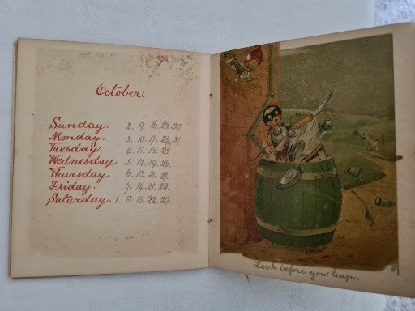 October.
Sunday. 2. 9. 16. 23. 30
Monday. 3. 10. 17. 24. 31
Tuesday. 4. 11. 18. 25
Wednesday. 5. 12. 19. 26.
Thursday. 6. 13. 20. 27.
Friday. 7. 14. 21. 28.
Saturday. 1. 8. 15. 22. 29.
Look before you leap.